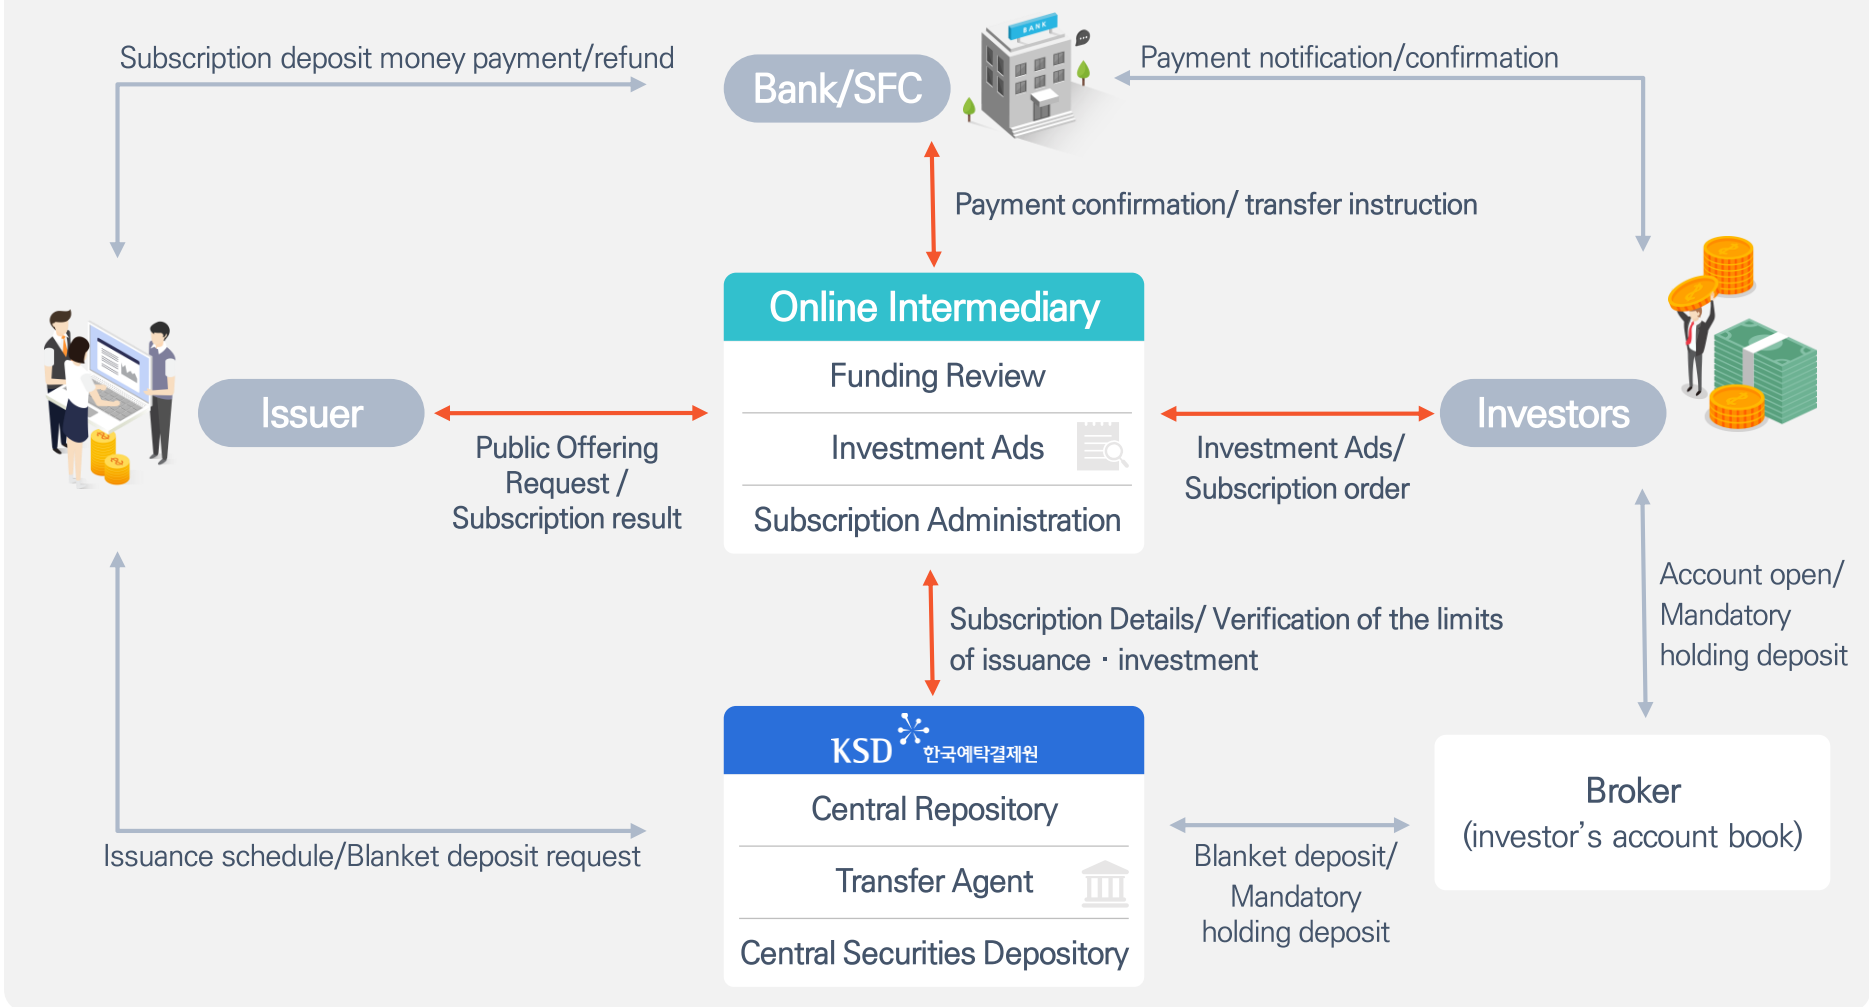 Subscription deposit money payment/refund
BANK
Bank/SFC
Payment notification/confirmation
Payment confirmation/ transfer instruction
Online Intermediary
Funding Review
Investment Ads
Subscription Administration
Issuer
Public Offering
Request /
Subscription result
Investors
Investment Ads/
Subscription order
Subscription Details/ Verification of the limits
of issuance · investment
Account open/
Mandatory
holding deposit
KSD 한국예탁결제원
Central Repository
Transfer Agent
Central Securities Depository
Issuance schedule/Blanket deposit request
Blanket deposit/
Mandatory
holding deposit
Broker
(investor’s account book)